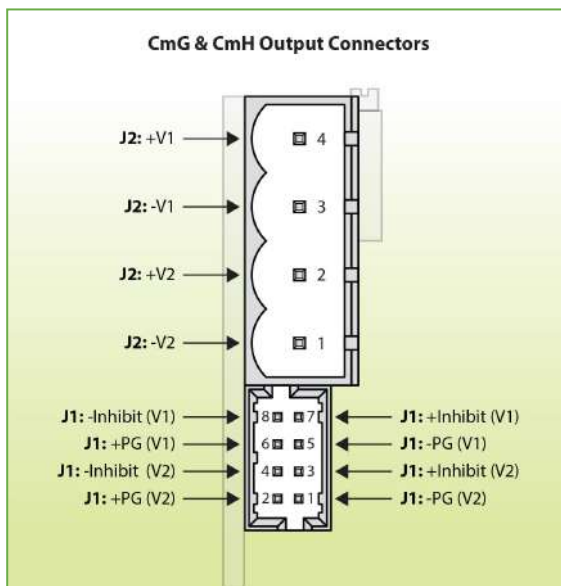 CmG & CmH Output Connectors
J2: +V1
4
J2: -V1
3
J2: +V2
2
J2: -V2
1
J1: -Inhibit (V1)
8
7
J1: +Inhibit (V1)
J1: +PG (V1)
6
5
J1: -PG (V1)
J1: -Inhibit (V2)
4
3
J1: +Inhibit (V2)
J1: +PG (V2)
2
1
J1: -PG (V2)